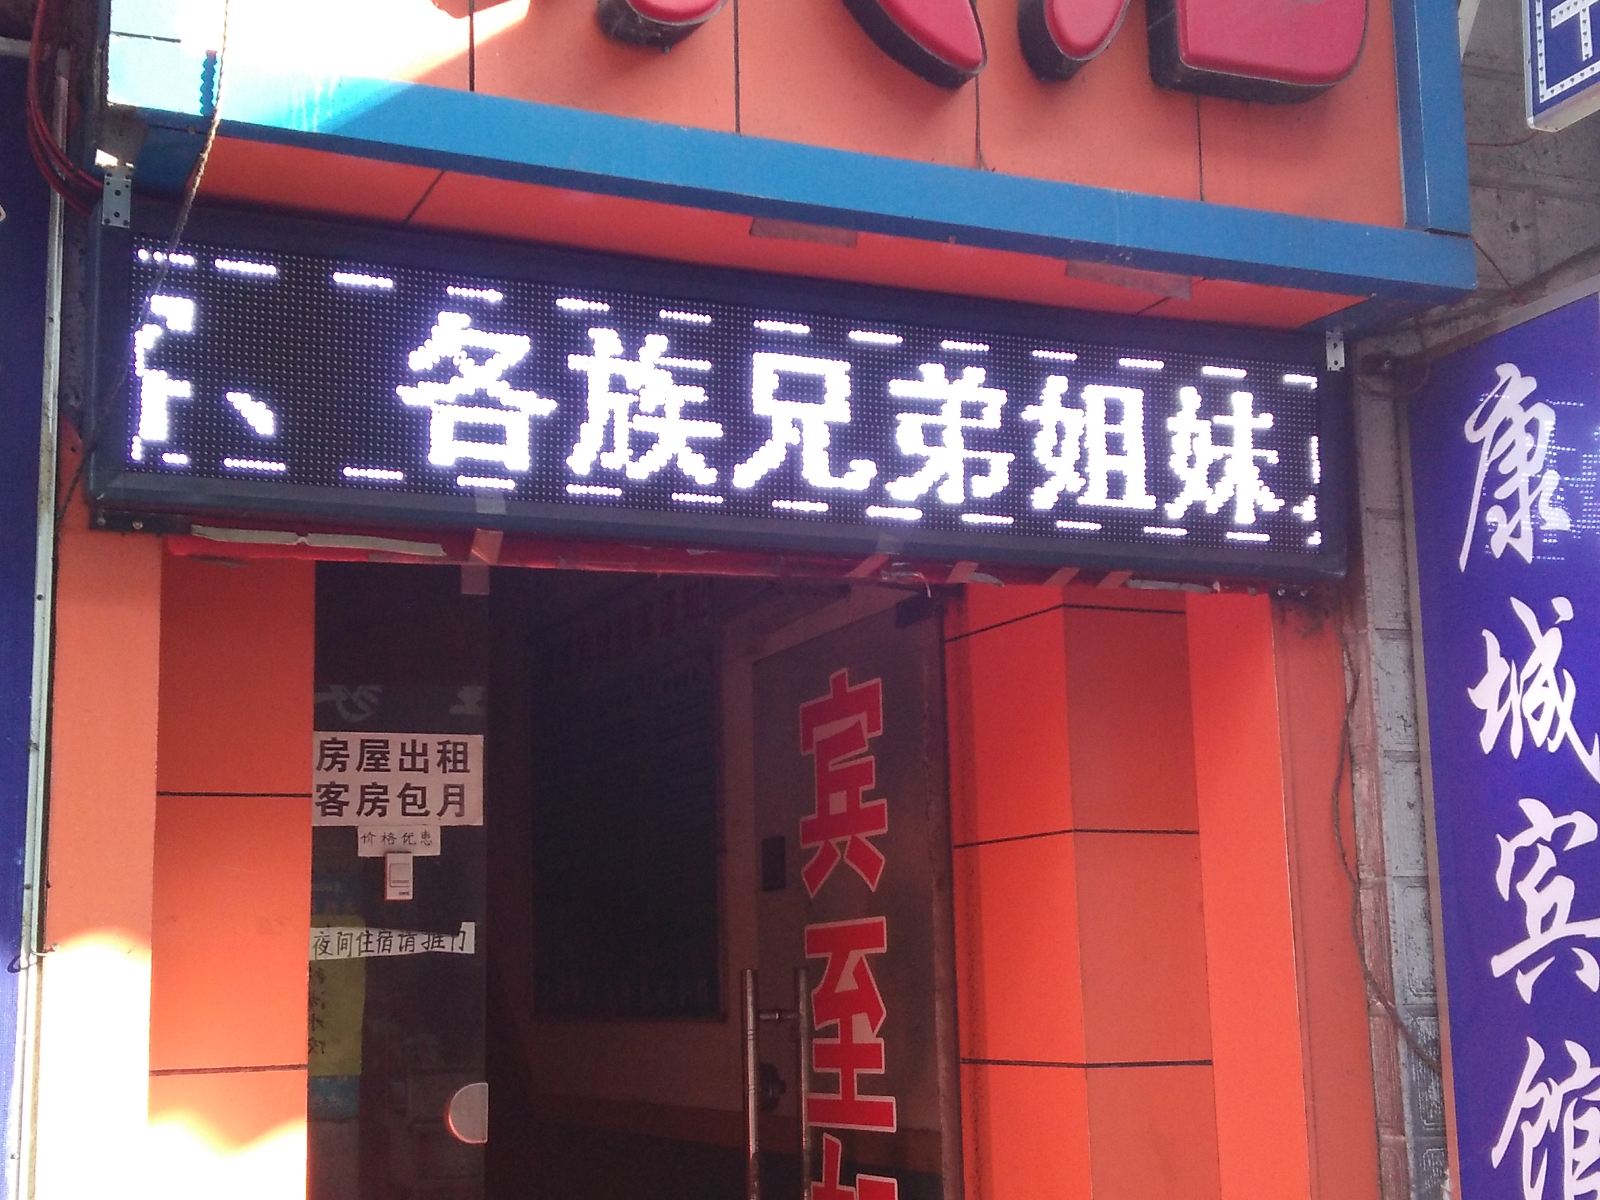 、各族兄弟姐妹
房屋出租
客房包月
价格优惠
夜间住宿请推门
宾至如
康城宾馆